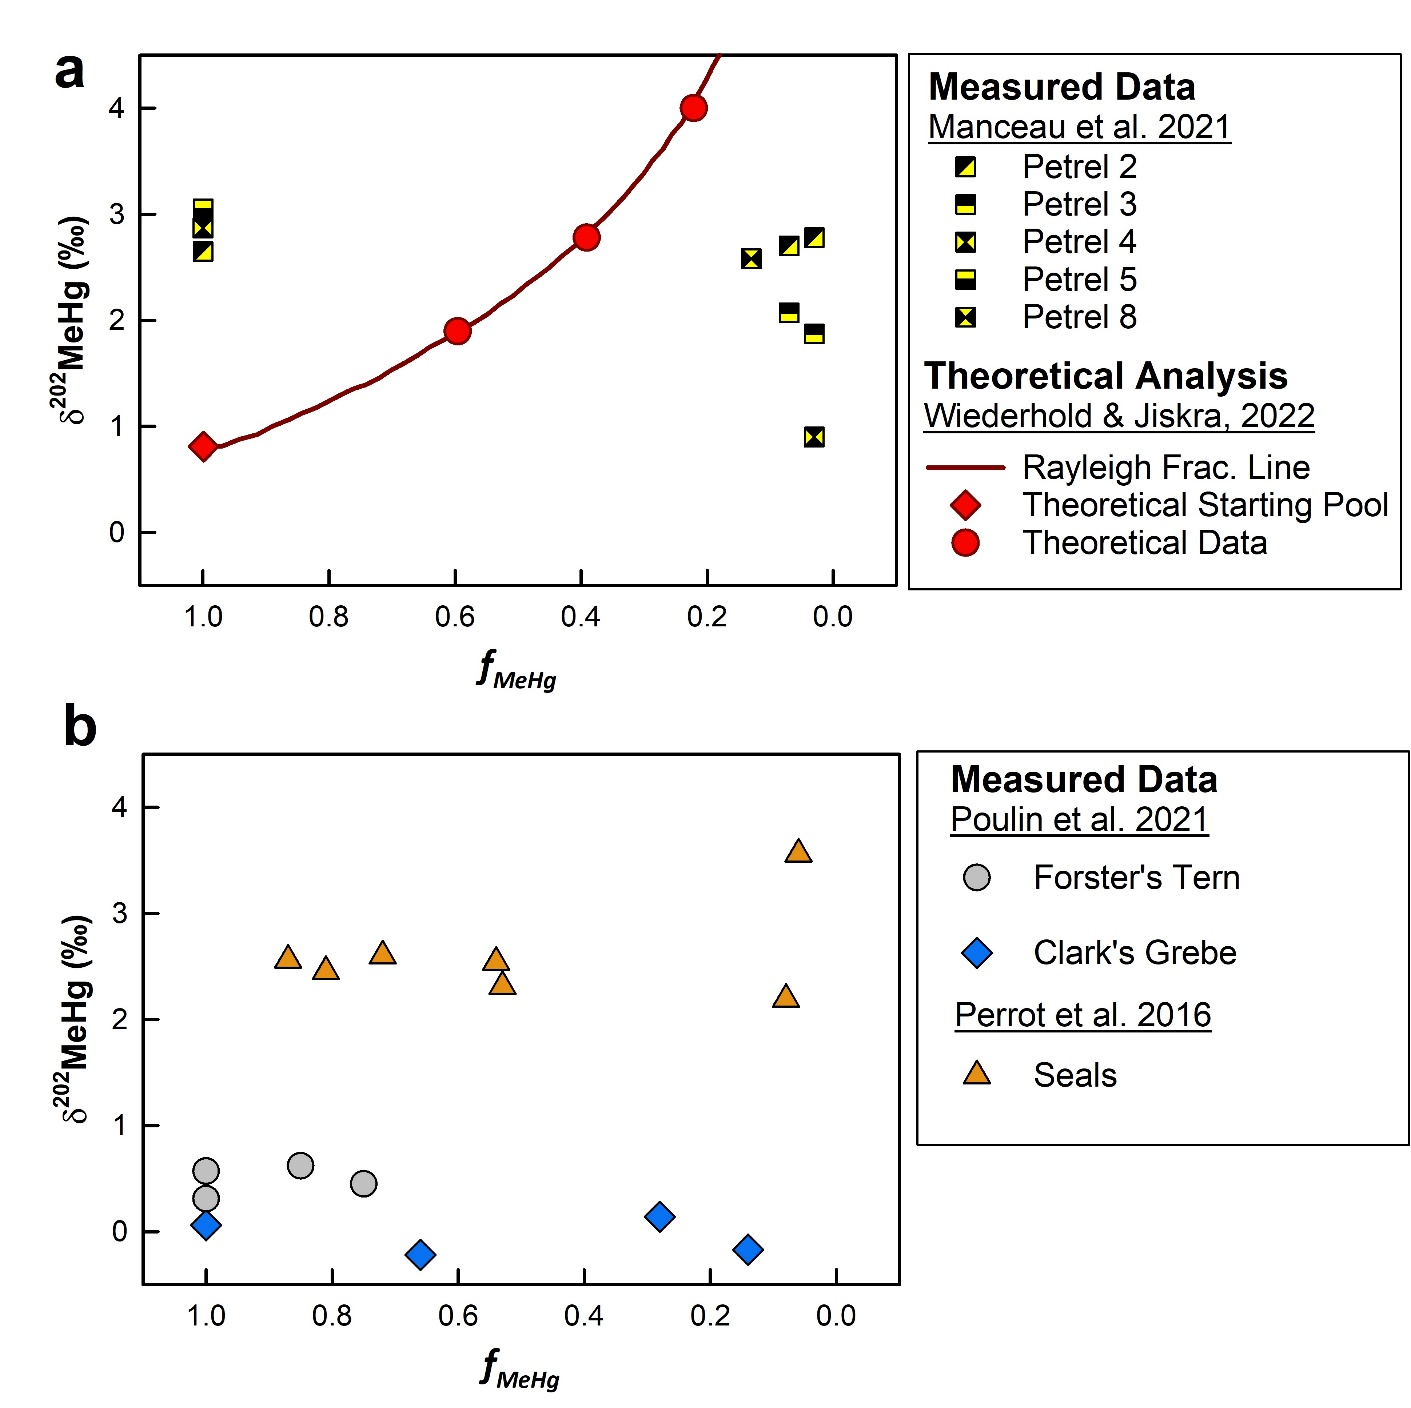 a
4
3
2
1
0
δ202MeHg (‰)
1.0 0.8 0.6 0.4 0.2 0.0
fMeHg
Measured Data
Manceau et al. 2021
Petrel 2
Petrel 3
Petrel 4
Petrel 5
Petrel 8
Theoretical Analysis
Wiederhold & Jiskra, 2022
Rayleigh Frac. Line
Theoretical Starting Pool
Theoretical Data
b
4
3
2
1
0
δ202MeHg (‰)
1.0 0.8 0.6 0.4 0.2 0.0
fMeHg
Measured Data
Poulin et al. 2021
Forster's Tern
Clark's Grebe
Perrot et al. 2016
Seals